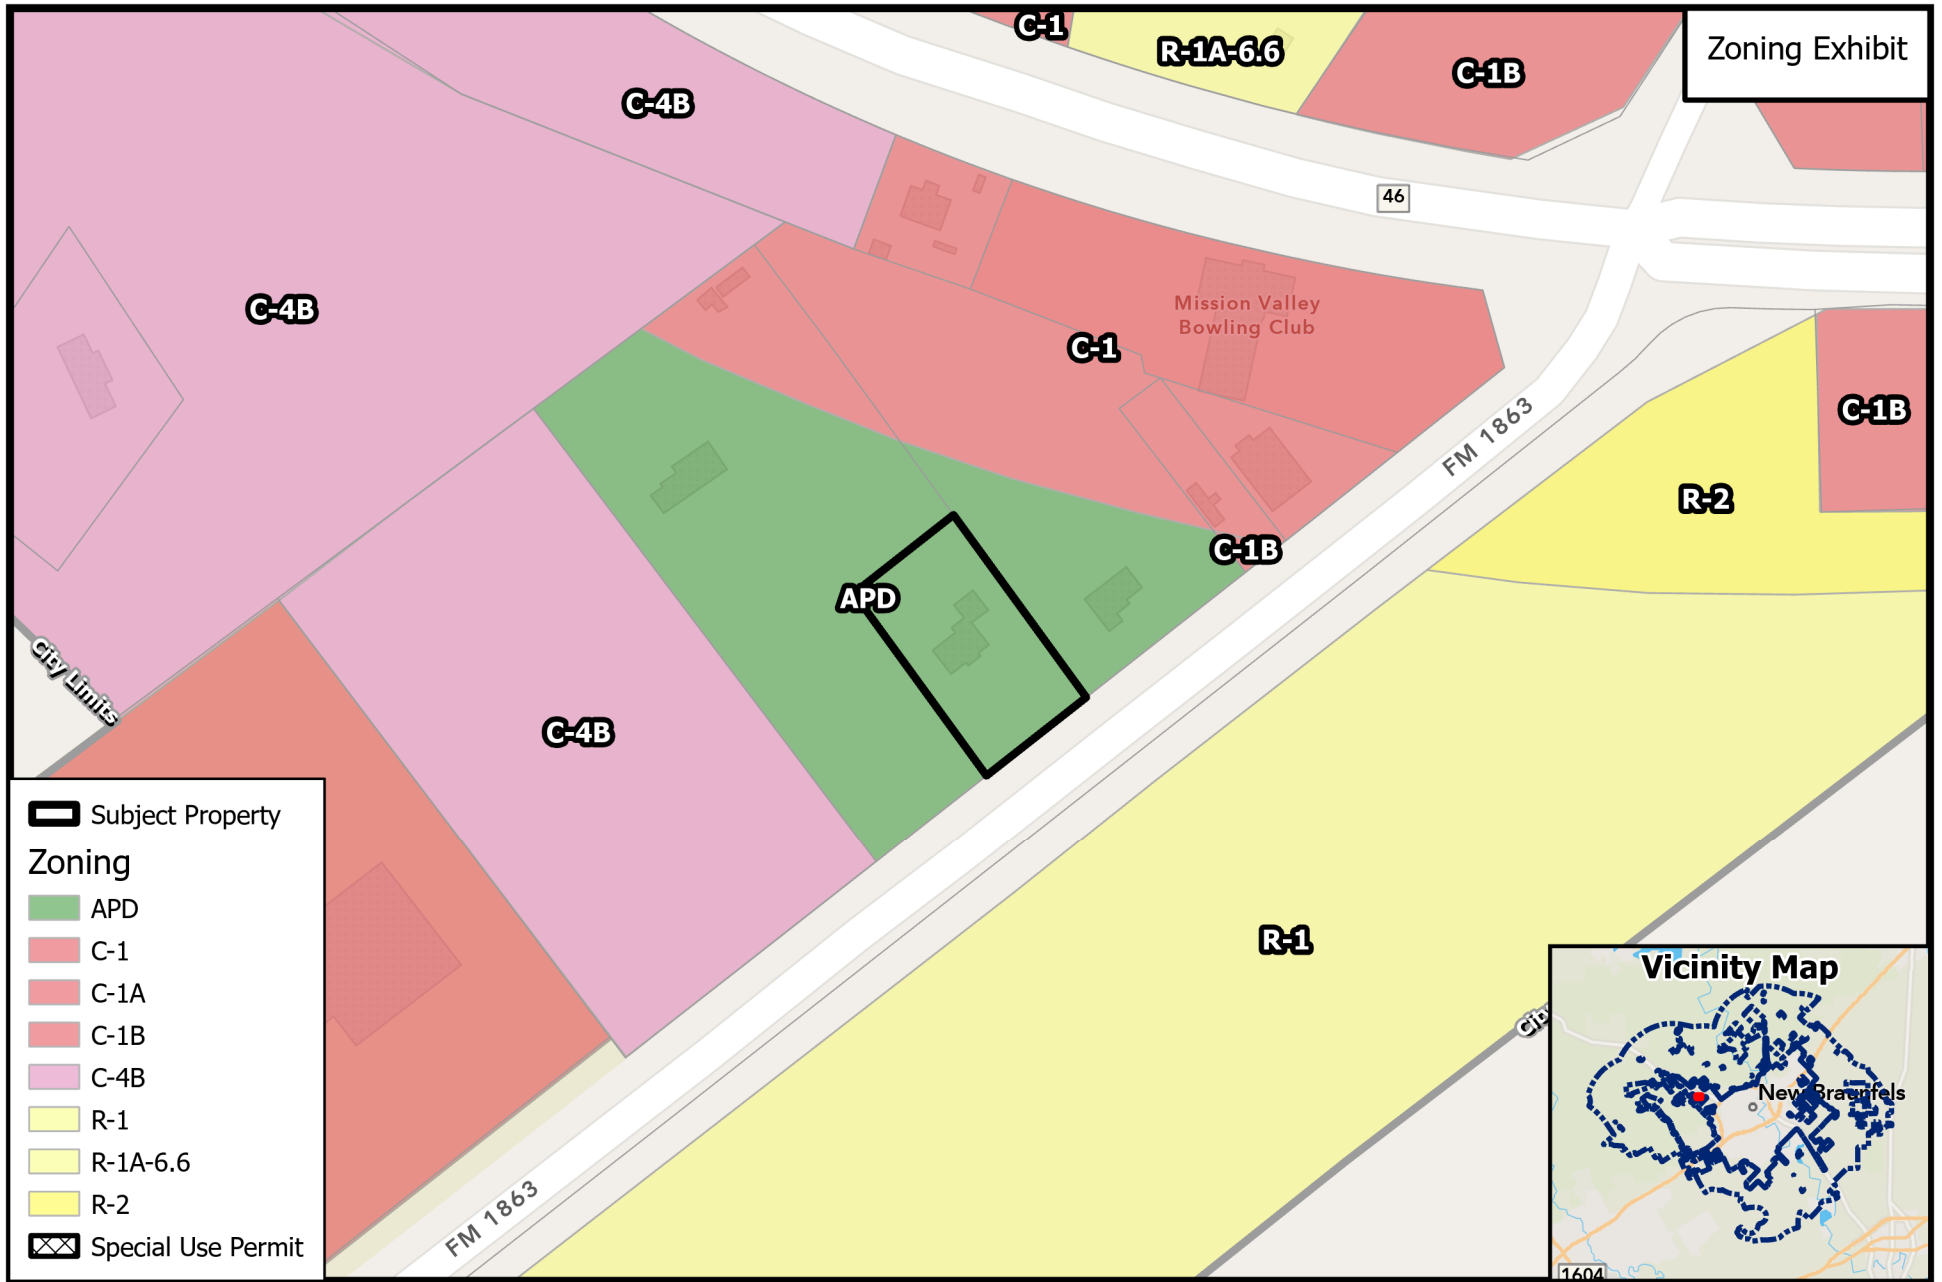 C-1
R-1A-6.6
C-1B
Zoning Exhibit
C-4B
46
C-4B
Mission Valley
Bowling Club
C-1
FM 1863
C-1B
R-2
C-1B
APD
City Limits
C-4B
R-1
Subject Property
Zoning
APD
C-1
C-1A
C-1B
C-4B
R-1
R-1A-6.6
R-2
Special Use Permit
FM 1863
City
Vicinity Map
New Braunfels
1604